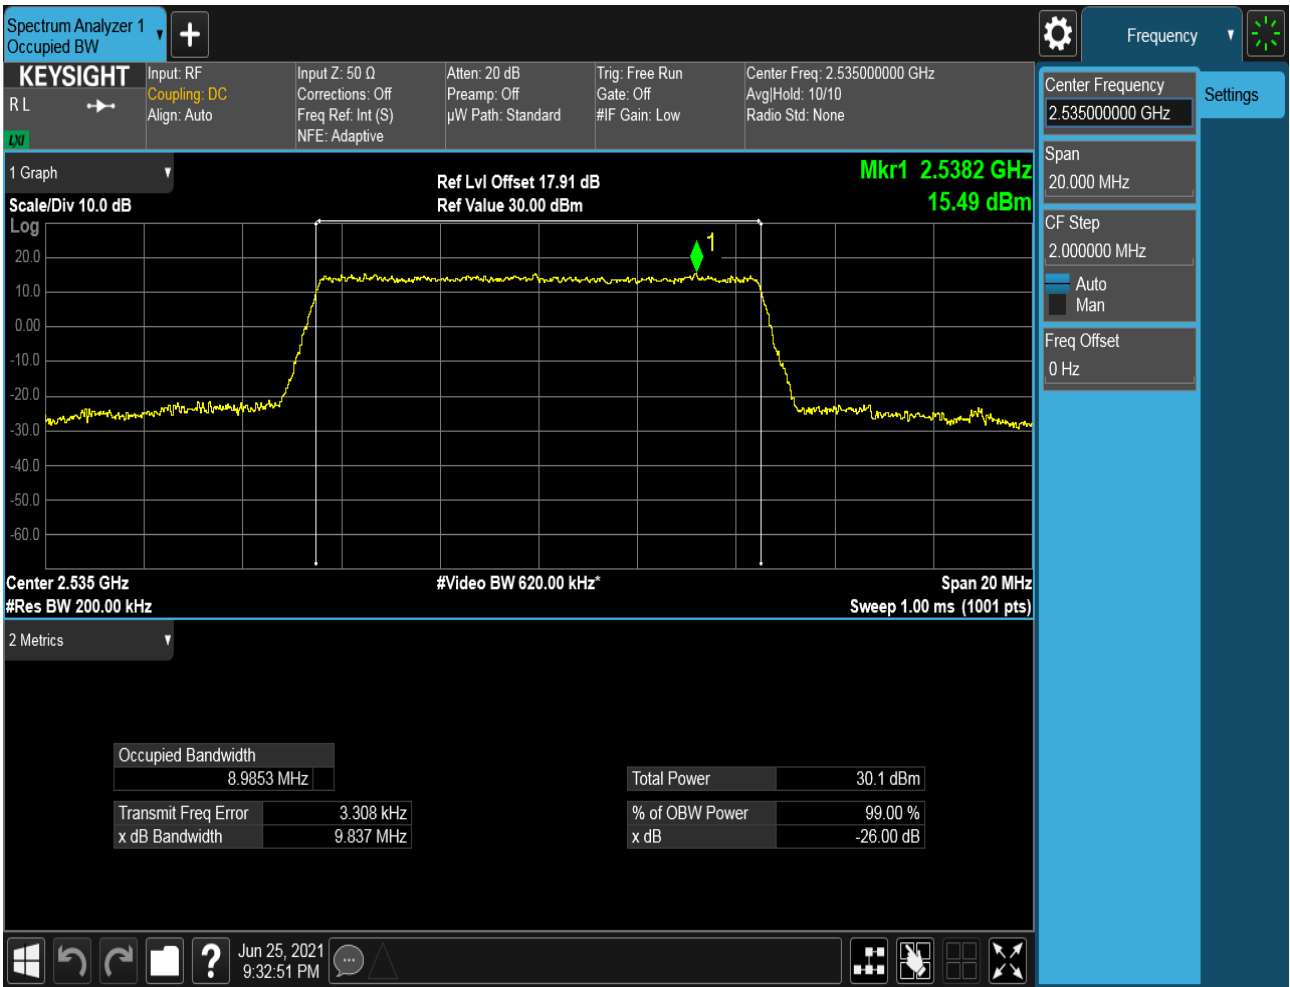 Spectrum Analyzer 1
Occupied BW
Frequency
KEYSIGHT
R L
LXI
Input: RF
Coupling: DC
Align: Auto
Input Z: 50 Ω
Corrections: Off
Freq Ref: Int (S)
NFE: Adaptive
Atten: 20 dB
Preamp: Off
µW Path: Standard
Trig: Free Run
Gate: Off
#IF Gain: Low
Center Freq: 2.535000000 GHz
Avg|Hold: 10/10
Radio Std: None
Center Frequency
2.535000000 GHz
Settings
Span
20.000 MHz
CF Step
2.000000 MHz
Auto
Man
Freq Offset
0 Hz
1 Graph
Scale/Div 10.0 dB
Log
Ref Lvl Offset 17.91 dB
Ref Value 30.00 dBm
Mkr1 2.5382 GHz
15.49 dBm
1
20.0
10.0
0.00
-10.0
-20.0
-30.0
-40.0
-50.0
-60.0
Center 2.535 GHz
#Video BW 620.00 kHz*
Span 20 MHz
#Res BW 200.00 kHz
Sweep 1.00 ms (1001 pts)
2 Metrics
Occupied Bandwidth
8.9853 MHz
Total Power 30.1 dBm
Transmit Freq Error 3.308 kHz
% of OBW Power 99.00 %
x dB Bandwidth 9.837 MHz
x dB -26.00 dB
?
Jun 25, 2021
9:32:51 PM